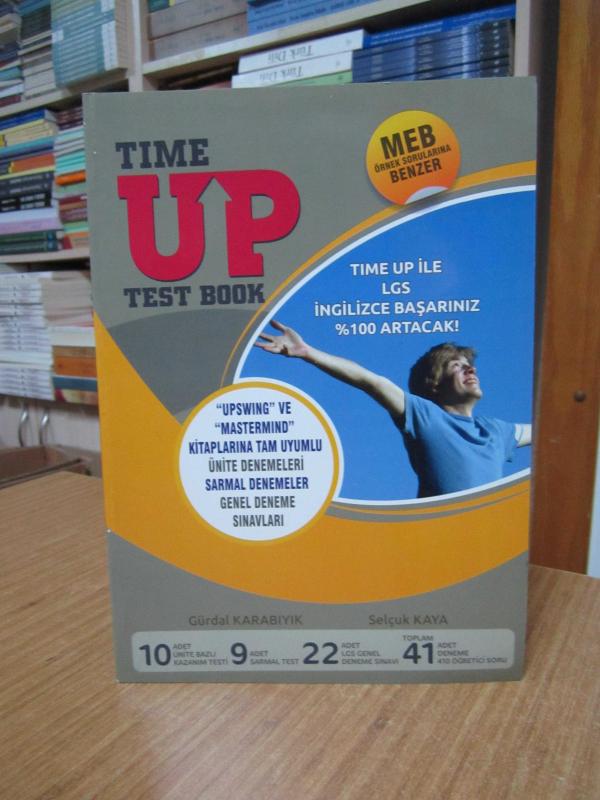 Türk Dili
TIME
UP
TEST BOOK
MEB
ÖRNEK SORULARINA
BENZER
TIME UP İLE
LGS
İNGİLİZCE BAŞARINIZ
%100 ARTACAK!
"UPSWING" VE
"MASTERMIND"
KİTAPLARINA TAM UYUMLU
ÜNİTE DENEMELERİ
SARMAL DENEMELER
GENEL DENEME
SINAVLARI
Gürdal KARABIYIK
Selçuk KAYA
10 ADET
ÜNİTE BAZLI
KAZANIM TESTİ
9 ADET
SARMAL TEST
22 ADET
LGS GENEL
DENEME SINAVI
TOPLAM
41 ADET
DENEME
410 ÖĞRETİCİ SORU